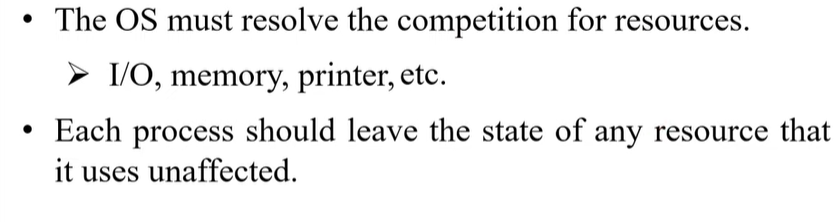 • The OS must resolve the competition for resources.
➢ I/O, memory, printer, etc.
• Each process should leave the state of any resource that
it uses unaffected.